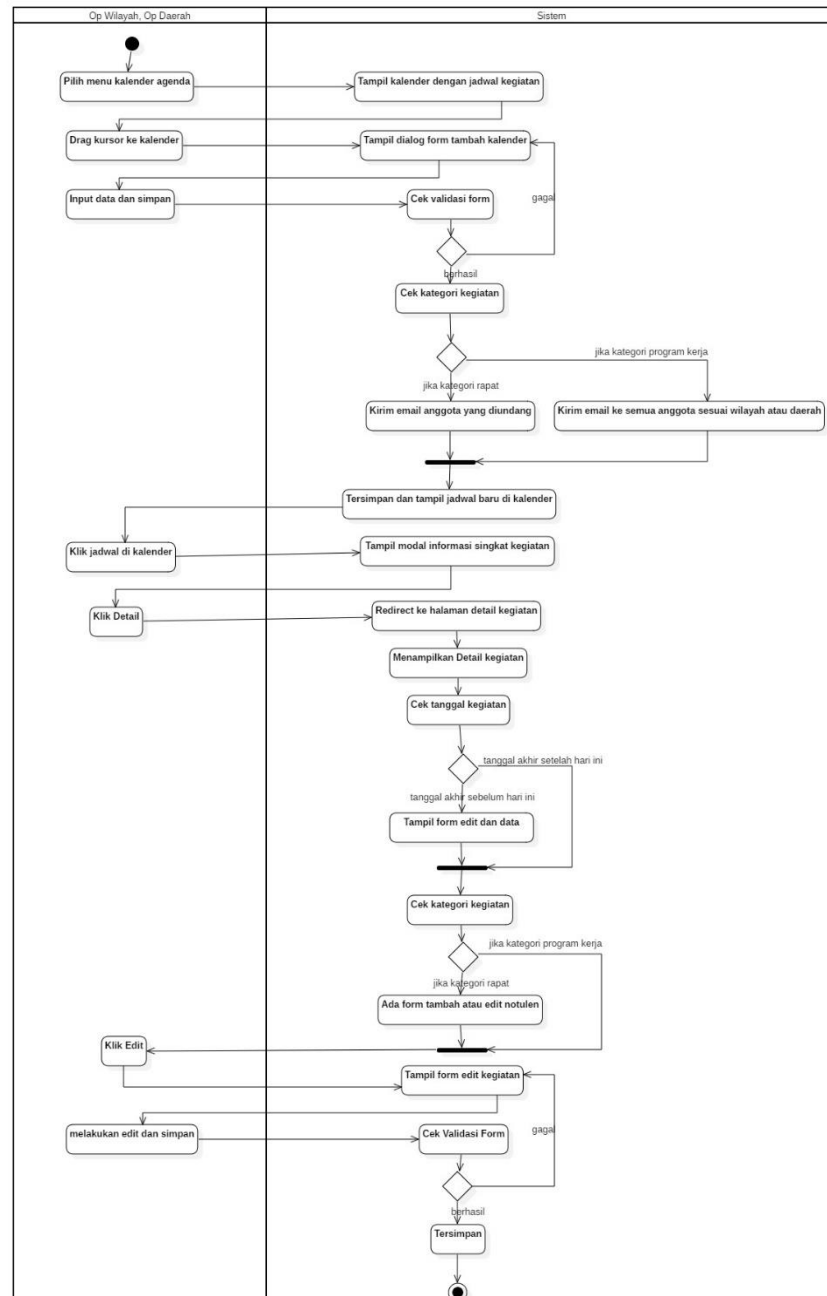 Op Wilayah, Op Daerah
Sistem
Pilih menu kalender agenda
Tampil kalender dengan jadwal kegiatan
Drag kursor ke kalender
Tampil dialog form tambah kalender
Input data dan simpan
Cek validasi form
gagal
berhasil
Cek kategori kegiatan
jika kategori program kerja
jika kategori rapat
Kirim email anggota yang diundang
Kirim email ke semua anggota sesuai wilayah atau daerah
Tersimpan dan tampil jadwal baru di kalender
Klik jadwal di kalender
Tampil modal informasi singkat kegiatan
Klik Detail
Redirect ke halaman detail kegiatan
Menampilkan Detail kegiatan
Cek tanggal kegiatan
tanggal akhir setelah hari ini
tanggal akhir sebelum hari ini
Tampil form edit dan data
Cek kategori kegiatan
jika kategori program kerja
jika kategori rapat
Ada form tambah atau edit notulen
Klik Edit
Tampil form edit kegiatan
melakukan edit dan simpan
Cek Validasi Form
gagal
berhasil
Tersimpan